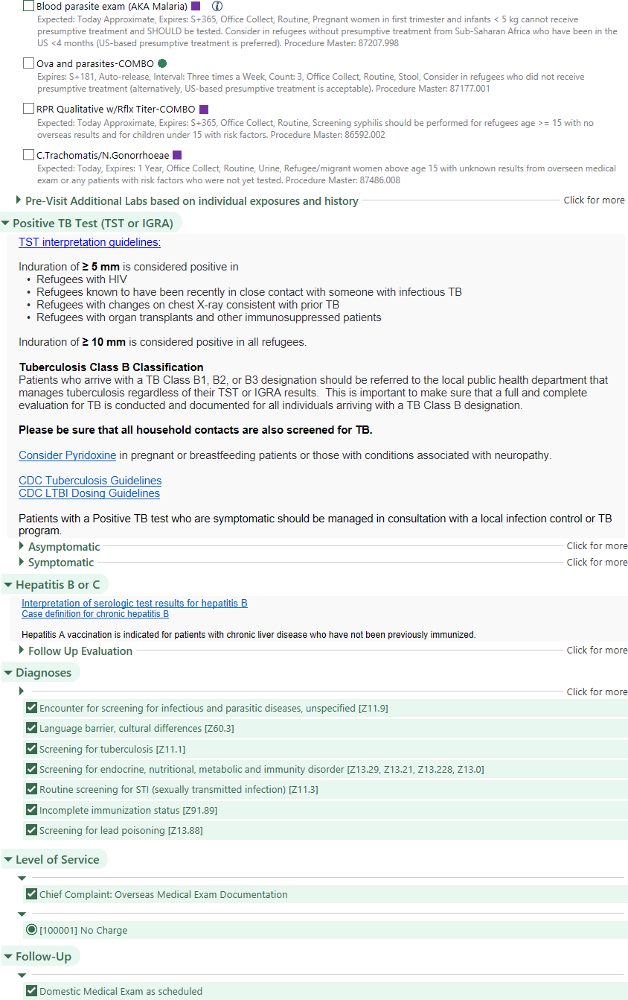 Blood parasite exam (AKA Malaria)
Expected: Today Approximate, Expires: S+365, Office Collect, Routine, Pregnant women in first trimester and infants < 5 kg cannot receive
presumptive treatment and SHOULD be tested. Consider in refugees without presumptive treatment from Sub-Saharan Africa who have been in the
US <4 months (US-based presumptive treatment is preferred). Procedure Master: 87207.998
Ova and parasites-COMBO
Expires: S+181, Auto-release, Interval: Three times a Week, Count: 3, Office Collect, Routine, Stool, Consider in refugees who did not receive
presumptive treatment (alternatively, US-based presumptive treatment is acceptable). Procedure Master: 87177.001
RPR Qualitative w/Rflx Titer-COMBO
Expected: Today Approximate, Expires: S+365, Office Collect, Routine, Screening syphilis should be performed for refugees age >= 15 with no
overseas results and for children under 15 with risk factors. Procedure Master: 86592.002
C.Trachomatis/N.Gonorrhoeae
Expected: Today, Expires: 1 Year, Office Collect, Routine, Urine, Refugee/migrant women above age 15 with unknown results from overseen medical
exam or any patients with risk factors who were not yet tested. Procedure Master: 87486.008
Pre-Visit Additional Labs based on individual exposures and history Click for more
Positive TB Test (TST or IGRA)
TST interpretation guidelines:
Induration of ≥ 5 mm is considered positive in
• Refugees with HIV
• Refugees known to have been recently in close contact with someone with infectious TB
• Refugees with changes on chest X-ray consistent with prior TB
• Refugees with organ transplants and other immunosuppressed patients
Induration of ≥ 10 mm is considered positive in all refugees.
Tuberculosis Class B Classification
Patients who arrive with a TB Class B1, B2, or B3 designation should be referred to the local public health department that
manages tuberculosis regardless of their TST or IGRA results. This is important to make sure that a full and complete
evaluation for TB is conducted and documented for all individuals arriving with a TB Class B designation.
Please be sure that all household contacts are also screened for TB.
Consider Pyridoxine in pregnant or breastfeeding patients or those with conditions associated with neuropathy.
CDC Tuberculosis Guidelines
CDC LTBI Dosing Guidelines
Patients with a Positive TB test who are symptomatic should be managed in consultation with a local infection control or TB
program.
Asymptomatic Click for more
Symptomatic Click for more
Hepatitis B or C
Interpretation of serologic test results for hepatitis B
Case definition for chronic hepatitis B
Hepatitis A vaccination is indicated for patients with chronic liver disease who have not been previously immunized.
Follow Up Evaluation Click for more
Diagnoses
Click for more
Encounter for screening for infectious and parasitic diseases, unspecified [Z11.9]
Language barrier, cultural differences [Z60.3]
Screening for tuberculosis [Z11.1]
Screening for endocrine, nutritional, metabolic and immunity disorder [Z13.29, Z13.21, Z13.228, Z13.0]
Routine screening for STI (sexually transmitted infection) [Z11.3]
Incomplete immunization status [Z91.89]
Screening for lead poisoning [Z13.88]
Level of Service
Chief Complaint: Overseas Medical Exam Documentation
[100001] No Charge
Follow-Up
Domestic Medical Exam as scheduled